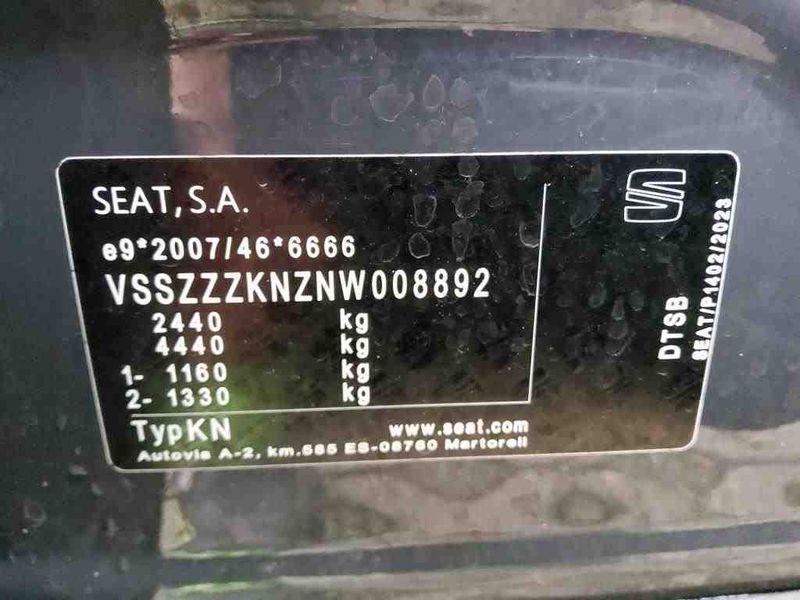 SEAT, S.A.
e9*2007/46*6666
VSSZZZKNZNW008892
2440 kg
4440 kg
1- 1160 kg
2- 1330 kg
TypKN www.seat.com
Autovia A-2, km.585 ES-08760 Martorell
DTSB
SEAT/P1402/2023